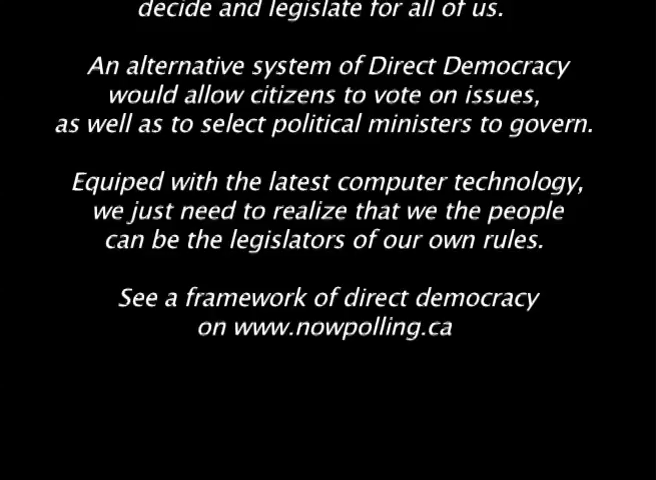 decide and legislate for all of us.
An alternative system of Direct Democracy
would allow citizens to vote on issues,
as well as to select political ministers to govern.
Equiped with the latest computer technology,
we just need to realize that we the people
can be the legislators of our own rules.
See a framework of direct democracy
on www.nowpolling.ca